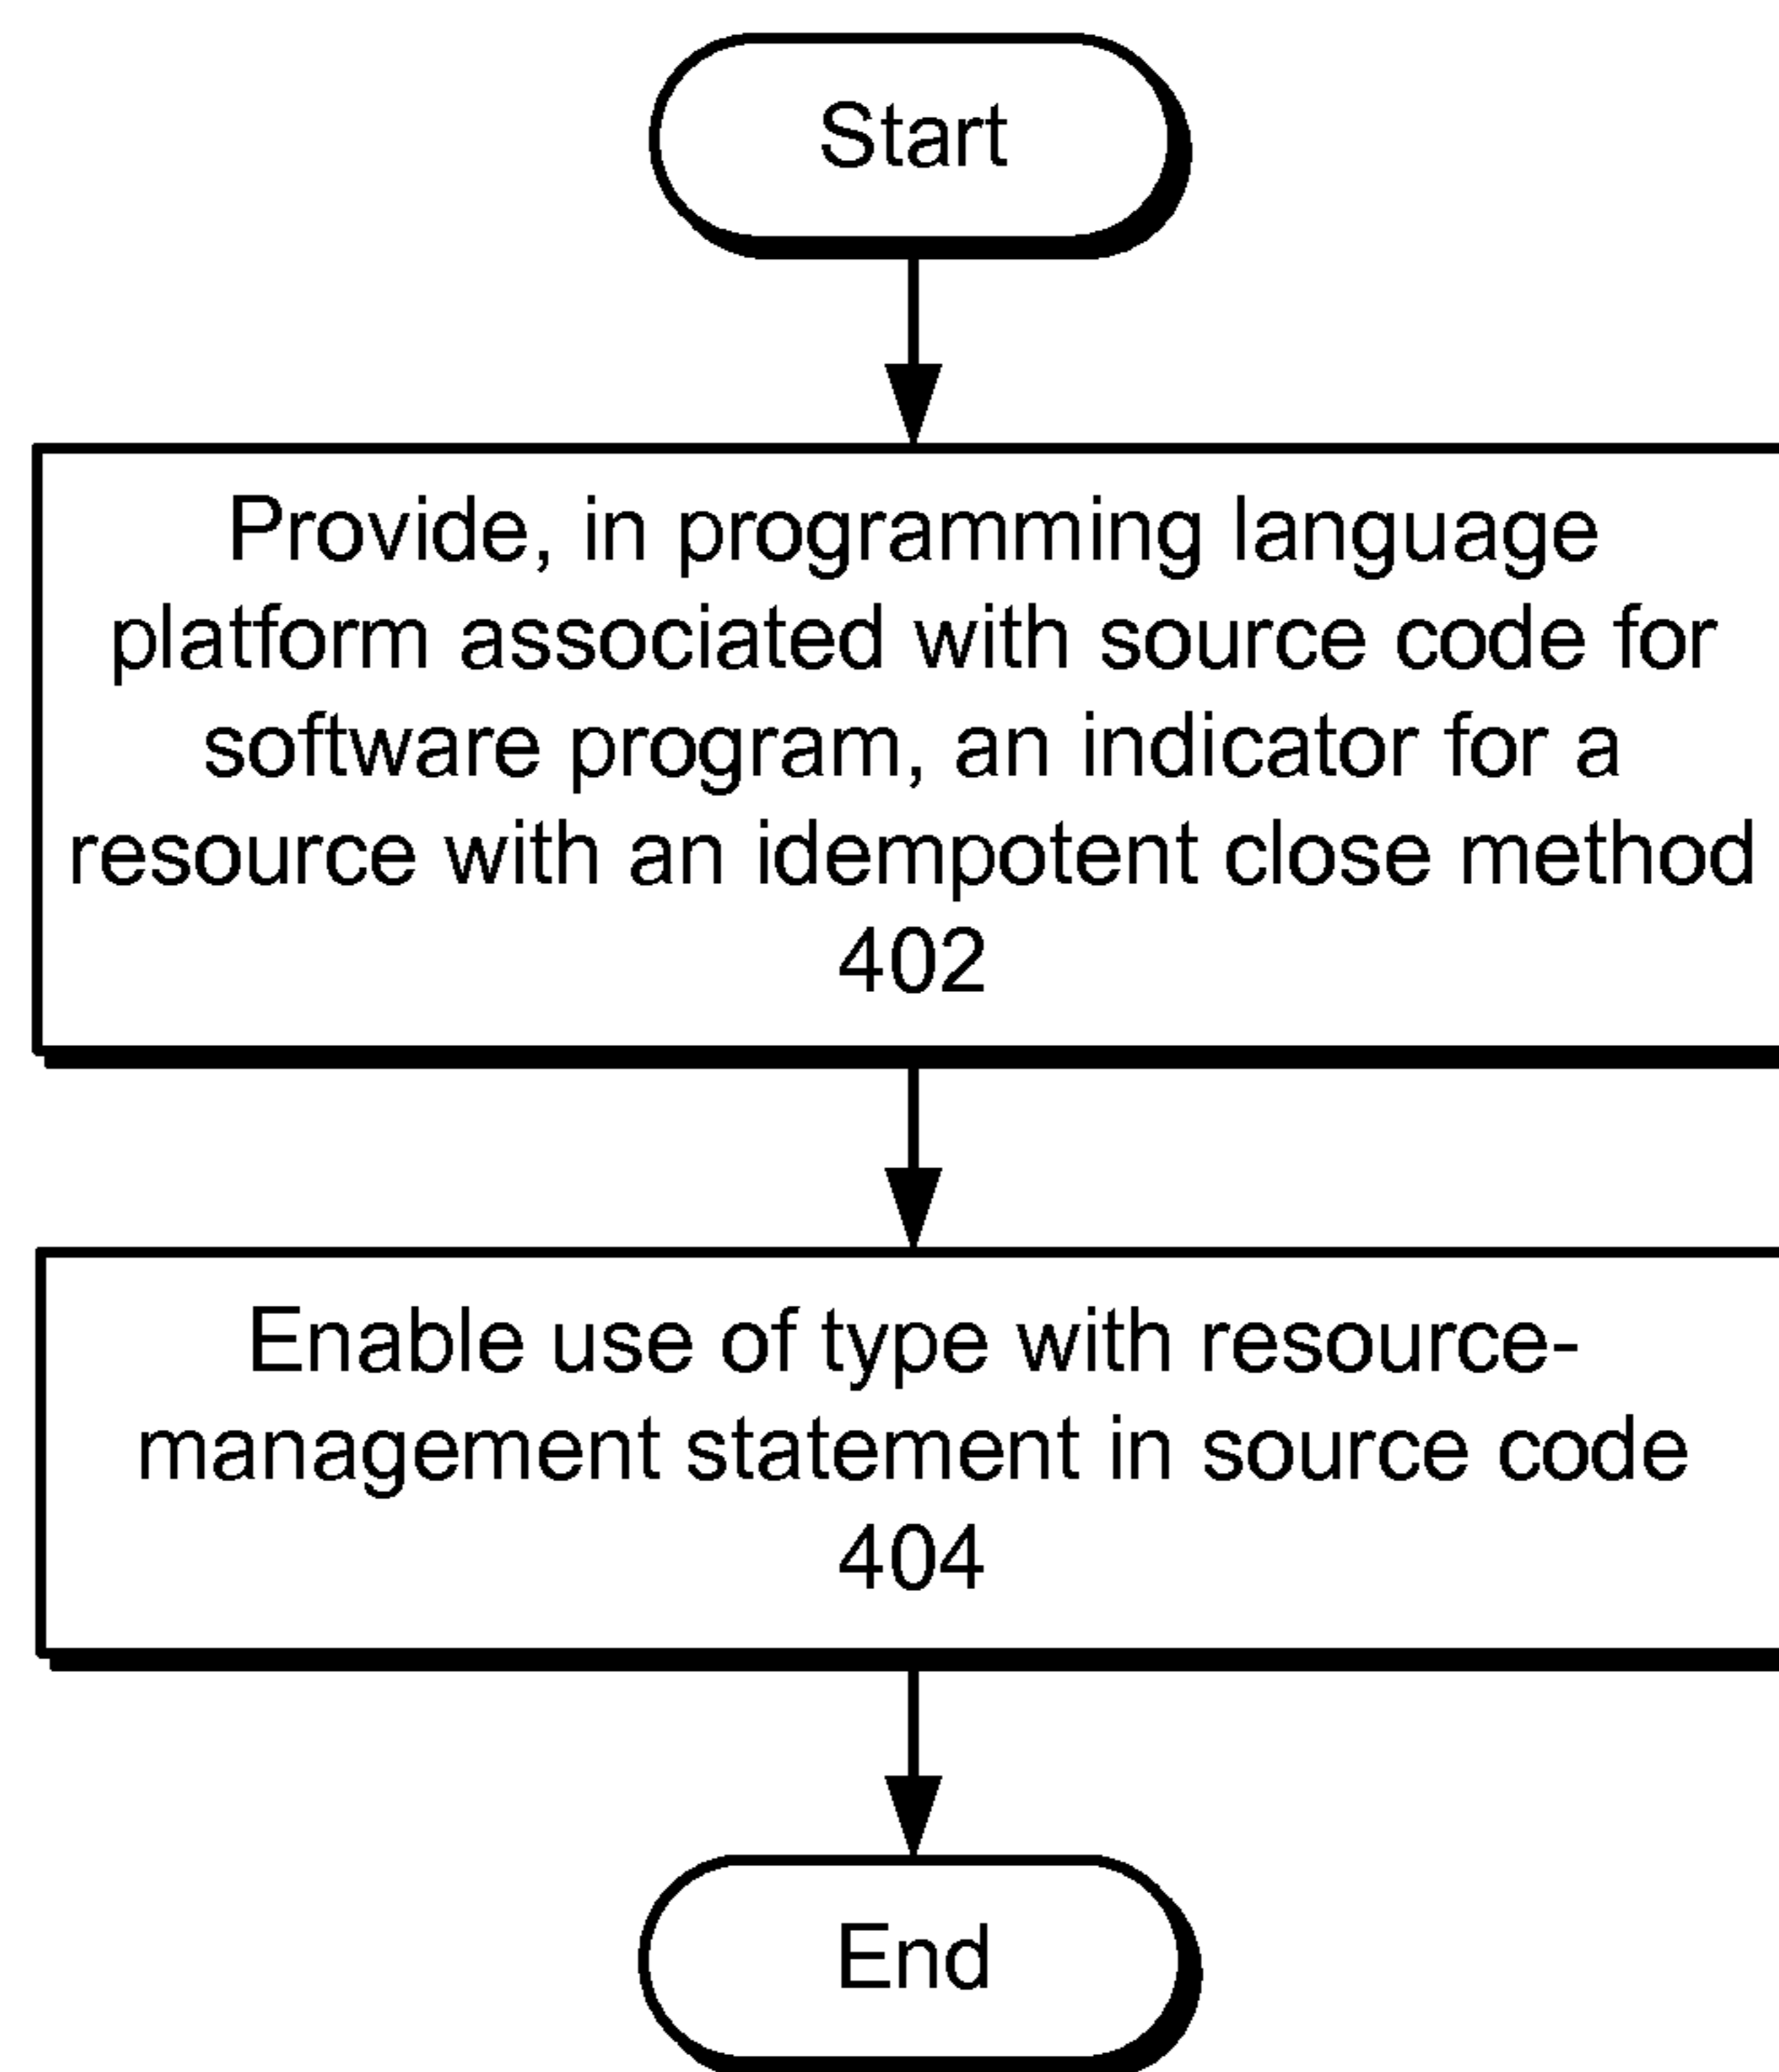 Start
Provide, in programming language
platform associated with source code for
software program, an indicator for a
resource with an idempotent close method
402
Enable use of type with resource-
management statement in source code
404
End